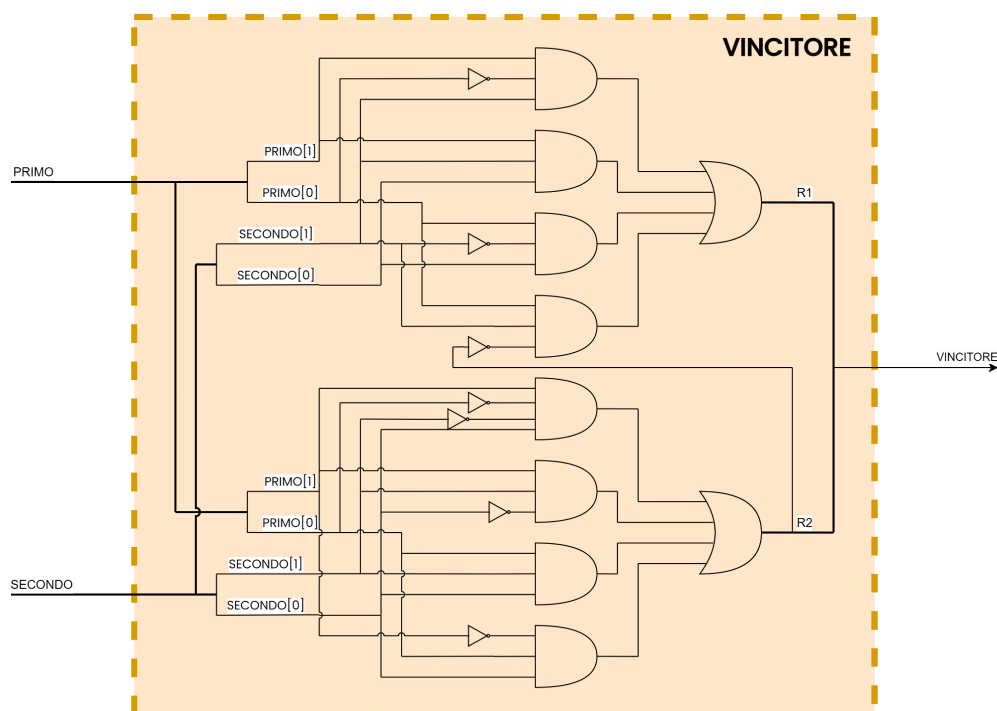 VINCITORE
PRIMO[1]
PRIMO
PRIMO[0]
R1
SECONDO[1]
SECONDO[0]
VINCITORE
PRIMO[1]
PRIMO[0]
R2
SECONDO[1]
SECONDO
SECONDO[0]